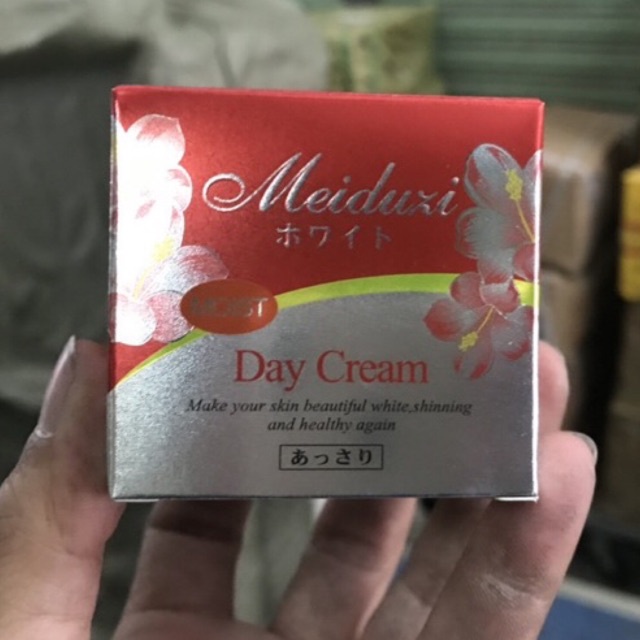 Meiduzi
ホワイト
MOIST
Day Cream
Make your skin beautiful white,shinning
and healthy again
あっさり